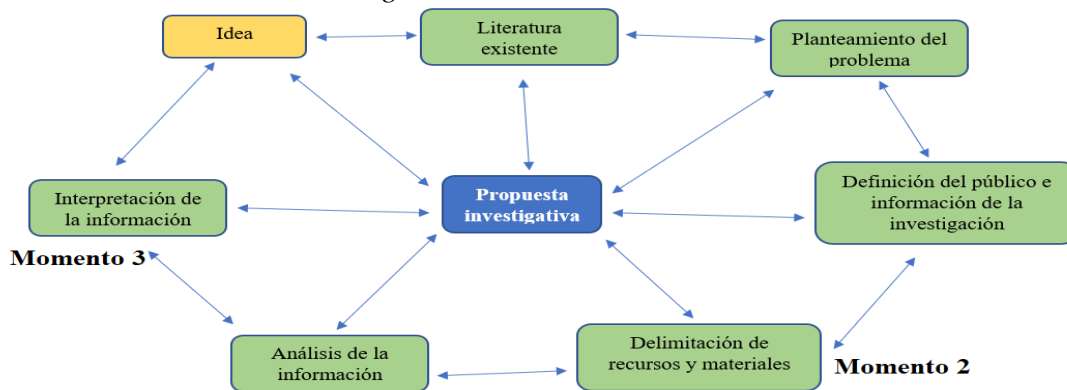 Idea
Literatura
existente
Planteamiento del
problema
Interpretación de
la información
Propuesta
investigativa
Definición del público e
información de la
investigación
Momento 3
Análisis de la
información
Delimitación de
recursos y materiales
Momento 2